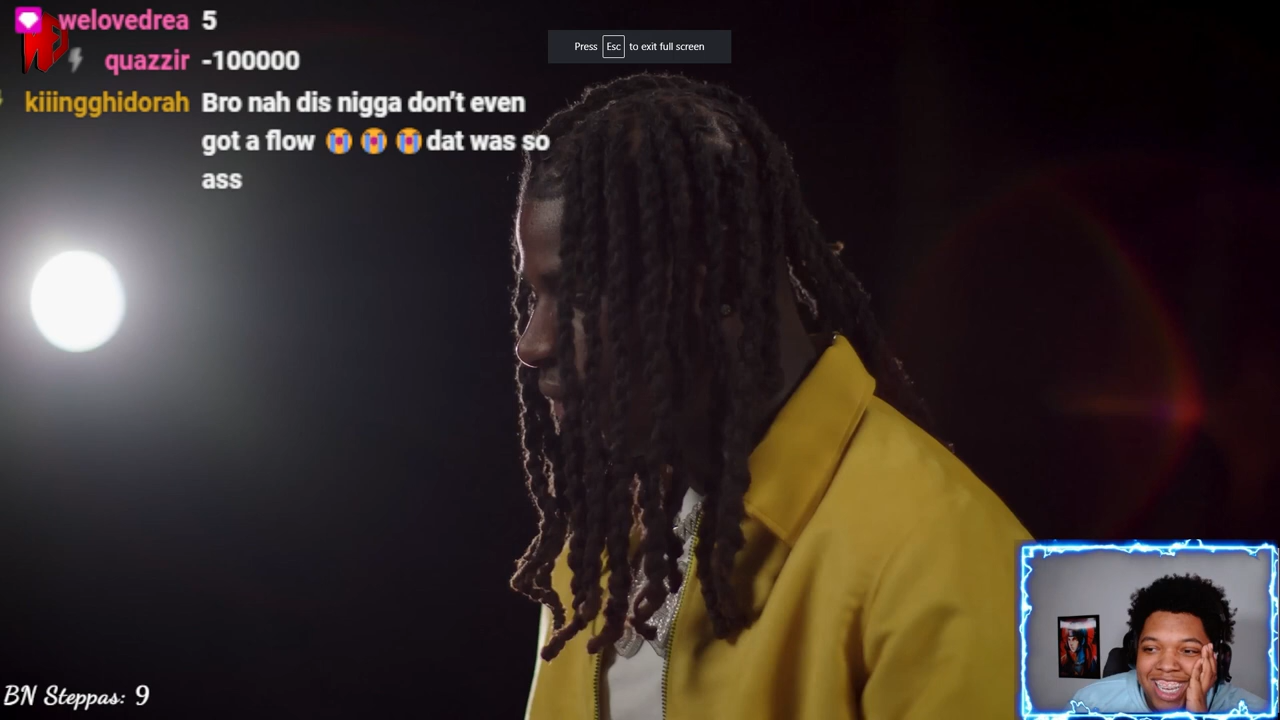 welovedrea 5
quazzir -100000
kiiingghidorah Bro nah dis nigga don’t even
got a flow 😭 😭 😭 dat was so
ass
Press Esc to exit full screen
BN Steppas: 9